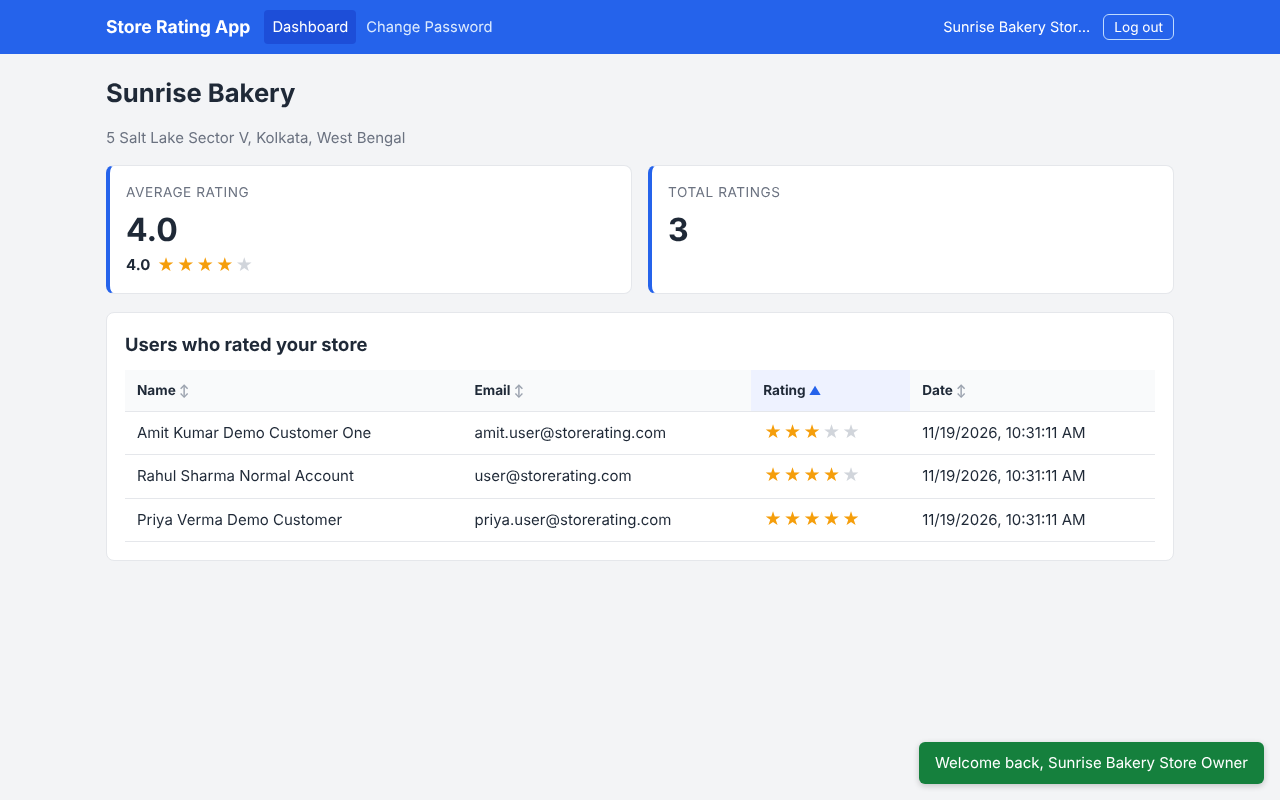 Store Rating App Dashboard Change Password Sunrise Bakery Stor... Log out
Sunrise Bakery
5 Salt Lake Sector V, Kolkata, West Bengal
AVERAGE RATING TOTAL RATINGS
4.0 3
4.0 ★ ★ ★ ★ ★
Users who rated your store
Name ↕ Email ↕ Rating ▲ Date ↕
Amit Kumar Demo Customer One amit.user@storerating.com ★ ★ ★ ★ ★ 11/19/2026, 10:31:11 AM
Rahul Sharma Normal Account user@storerating.com ★ ★ ★ ★ ★ 11/19/2026, 10:31:11 AM
Priya Verma Demo Customer priya.user@storerating.com ★ ★ ★ ★ ★ 11/19/2026, 10:31:11 AM
Welcome back, Sunrise Bakery Store Owner